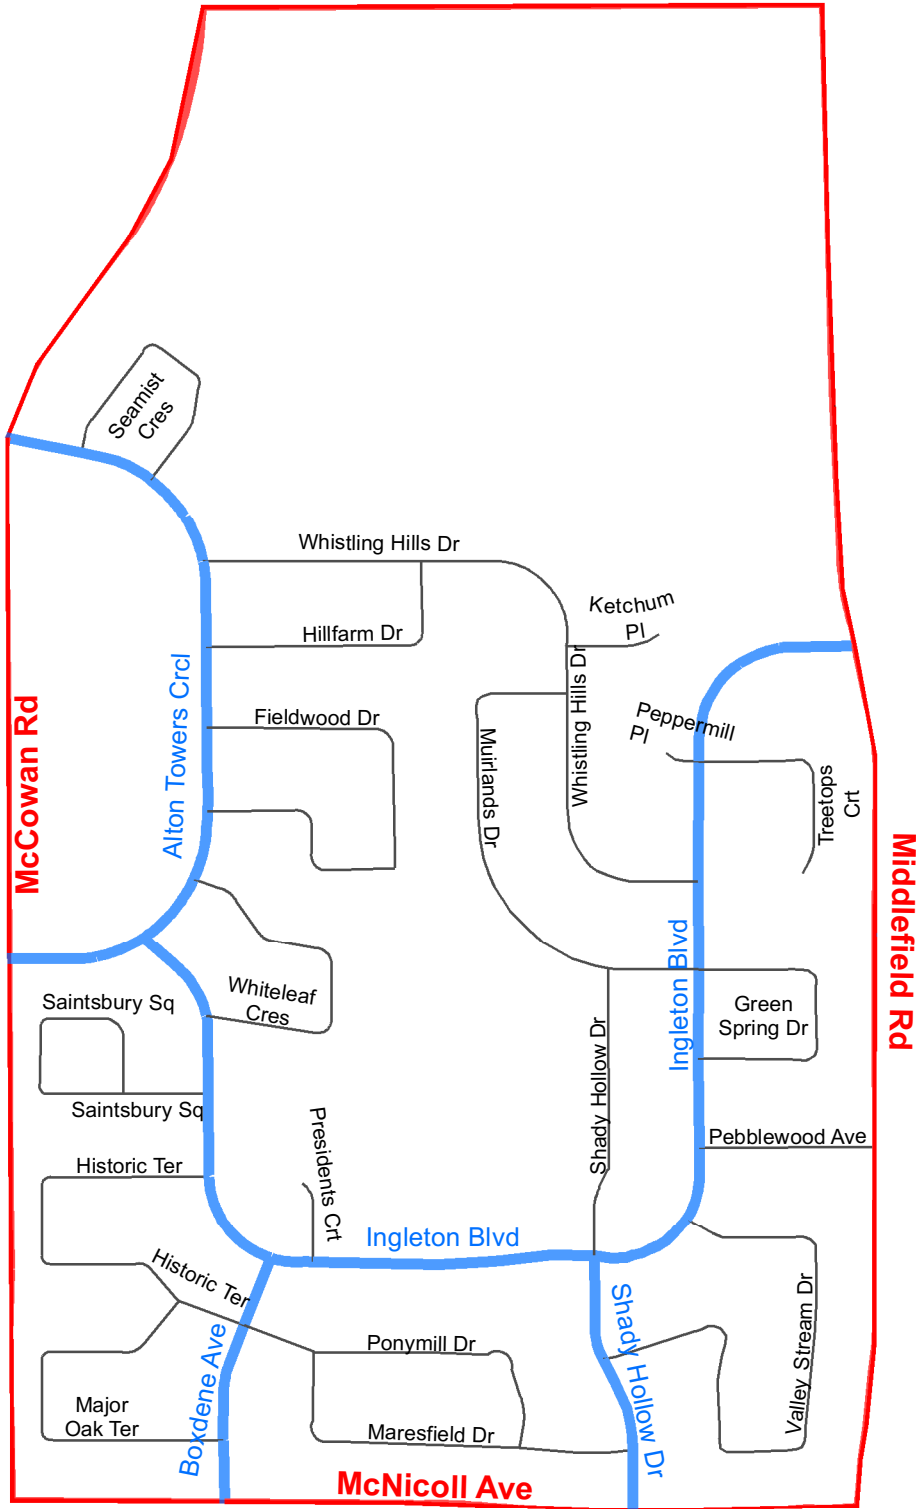 Seamist
Cres
Whistling Hills Dr
Ketchum
Pl
Hillfarm Dr
Alton Towers Crcl
McCowan Rd
Fieldwood Dr
Whistling Hills Dr
Muirlands Dr
Peppermill
Pl
Treetops
Crt
Middlefield Rd
Ingleton Blvd
Whiteleaf
Cres
Saintsbury Sq
Green
Spring Dr
Shady Hollow Dr
Saintsbury Sq
Presidents Crt
Pebblewood Ave
Historic Ter
Ingleton Blvd
Historic Ter
Shady Hollow Dr
Valley Stream Dr
Ponymill Dr
Boxdene Ave
Major
Oak Ter
Maresfield Dr
McNicoll Ave